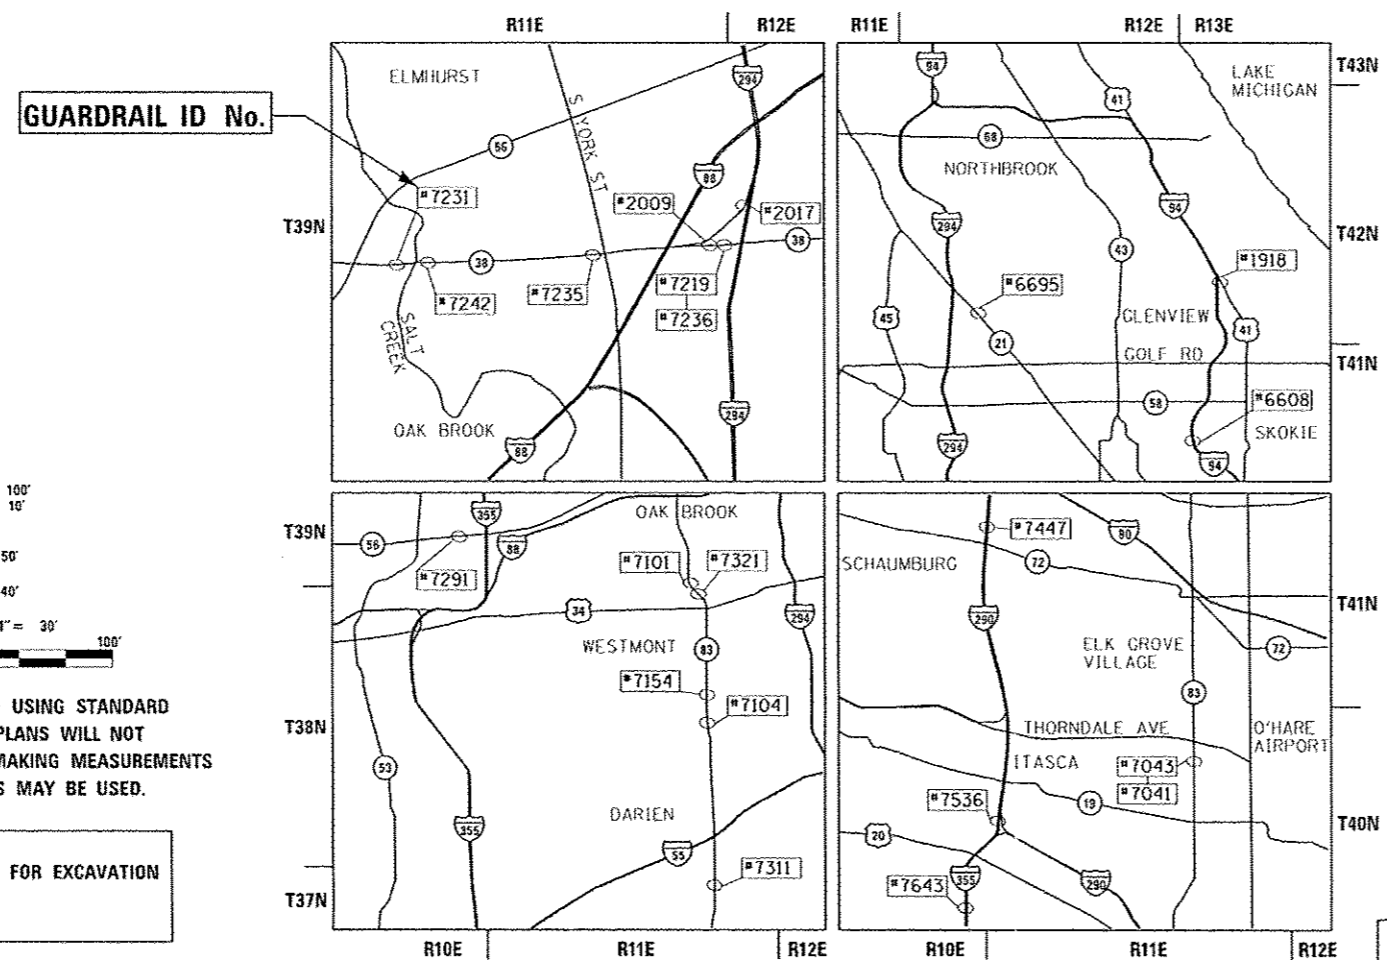 R11E
R12E
R11E
R12E
R13E
GUARDRAIL ID No.
ELMHURST
S YORK ST
294
56
88
#7231
#2009
#2017
T39N
38
38
#7242
#7235
#7219
#7236
SALT
CREEK
OAK BROOK
88
294
94
41
LAKE
MICHIGAN
T43N
68
NORTHBROOK
94
294
43
T42N
#1918
#6695
45
GLENVIEW
41
21
GOLF RD
T41N
58
#6608
294
SKOKIE
94
100'
10'
50'
40'
1"= 30'
100'
USING STANDARD
PLANS WILL NOT
MAKING MEASUREMENTS
S MAY BE USED.
FOR EXCAVATION
T39N
355
OAK BROOK
56
88
#7291
#7101
#7321
34
294
WESTMONT
83
#7154
#7104
T38N
53
DARIEN
355
55
#7311
T37N
R10E
R11E
R12E
#7447
90
SCHAUMBURG
72
T41N
290
ELK GROVE
VILLAGE
72
83
THORNDALE AVE
O'HARE
AIRPORT
ITASCA
#7043
#7041
#7536
19
20
T40N
#7643
355
290
R10E
R11E
R12E